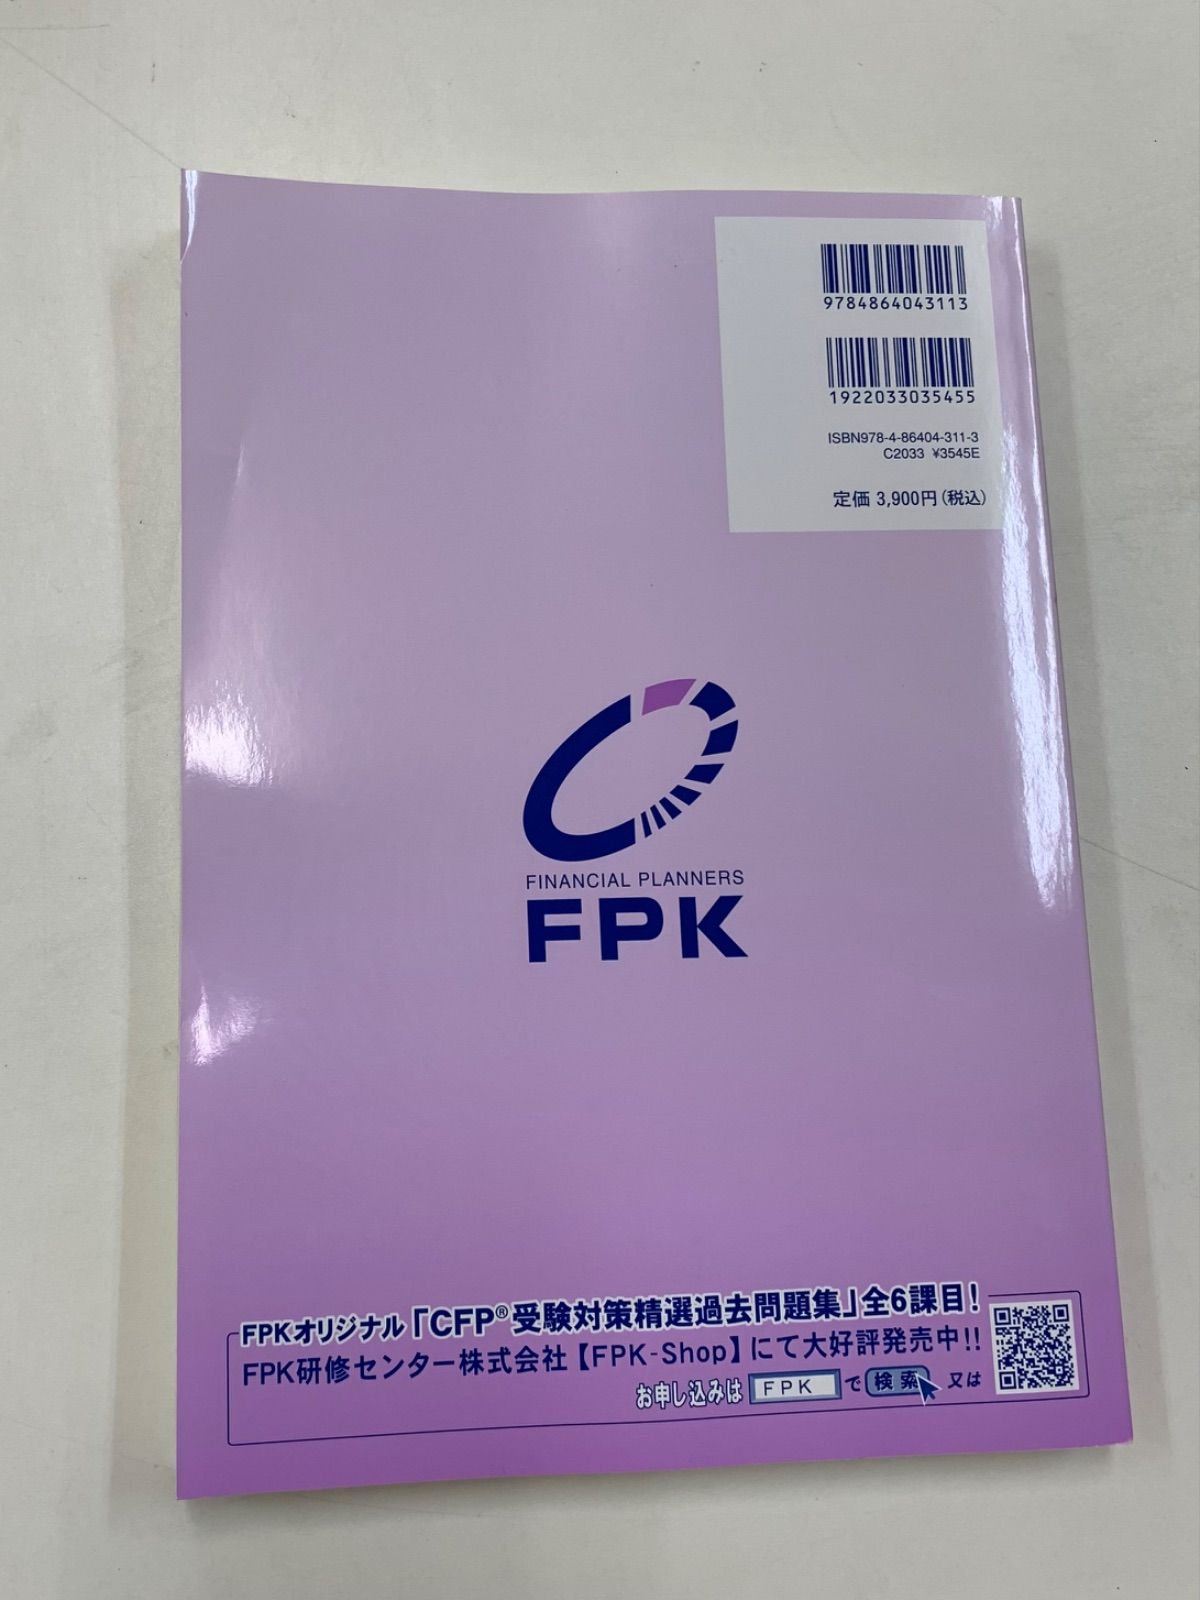 9784864043113
1922033035455
ISBN978-4-86404-311-3
C2033 ¥3545E
定価 3,900円(税込)
FINANCIAL PLANNERS
FPK
FPKオリジナル「CFP®受験対策精選過去問題集」全6課目!
FPK研修センター株式会社【FPK-Shop】にて大好評発売中!!
お申し込みは FPK で 検索 又は